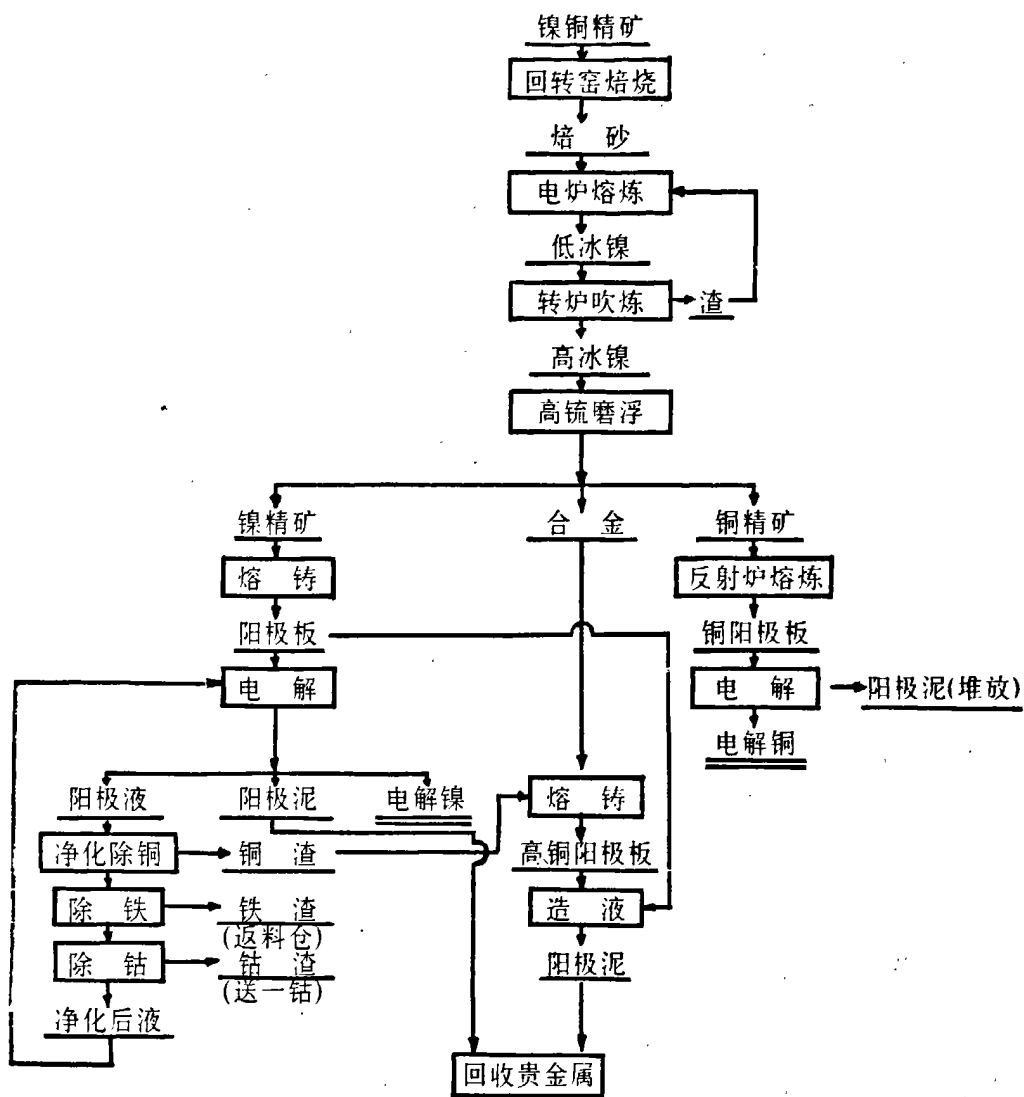 镍铜精矿
回转窑焙烧
焙 砂
电炉熔炼
低冰镍
转炉吹炼
渣
高冰镍
高锍磨浮
镍精矿
合 金
铜精矿
熔 铸
反射炉熔炼
阳极板
铜阳极板
电 解
电 解
阳极泥(堆放)
电解铜
阳极液
阳极泥
电解镍
熔 铸
净化除铜
铜 渣
高铜阳极板
除 铁
铁 渣
(返料仓)
造 液
除 钴
钴 渣
(送一钴)
阳极泥
净化后液
回收贵金属